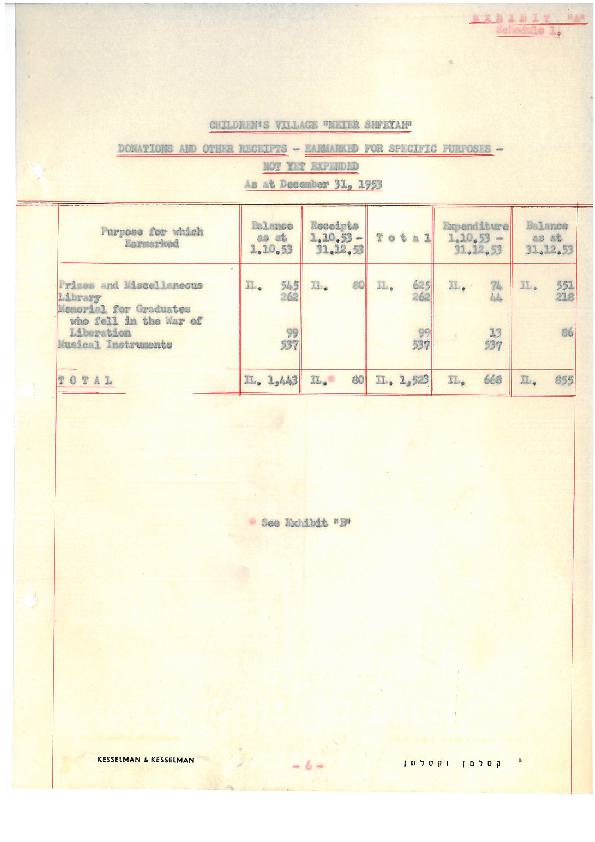 EXHIBIT "A"
Schedule 1.
CHILDREN'S VILLAGE "MEIER SHFEYAH"
DONATIONS AND OTHER RECEIPTS - EARMARKED FOR SPECIFIC PURPOSES -
NOT YET EXPENDED
As at December 31, 1953
Purpose for which Earmarked | Balance as at 1.10.53 | Receipts 1.10.53 - 31.12.53 | Total | Expenditure 1.10.53 - 31.12.53 | Balance as at 31.12.53
Prizes and Miscellaneous IL. 545 IL. 80 IL. 625 IL. 74 IL. 551
Library 262 262 44 218
Memorial for Graduates
who fell in the War of
Liberation 99 99 13 86
Musical Instruments 537 537 537
TOTAL IL. 1,443 IL.* 80 IL. 1,523 IL. 668 IL. 855
* See Exhibit "B"
KESSELMAN & KESSELMAN - 6 - קסלמן וקסלמן